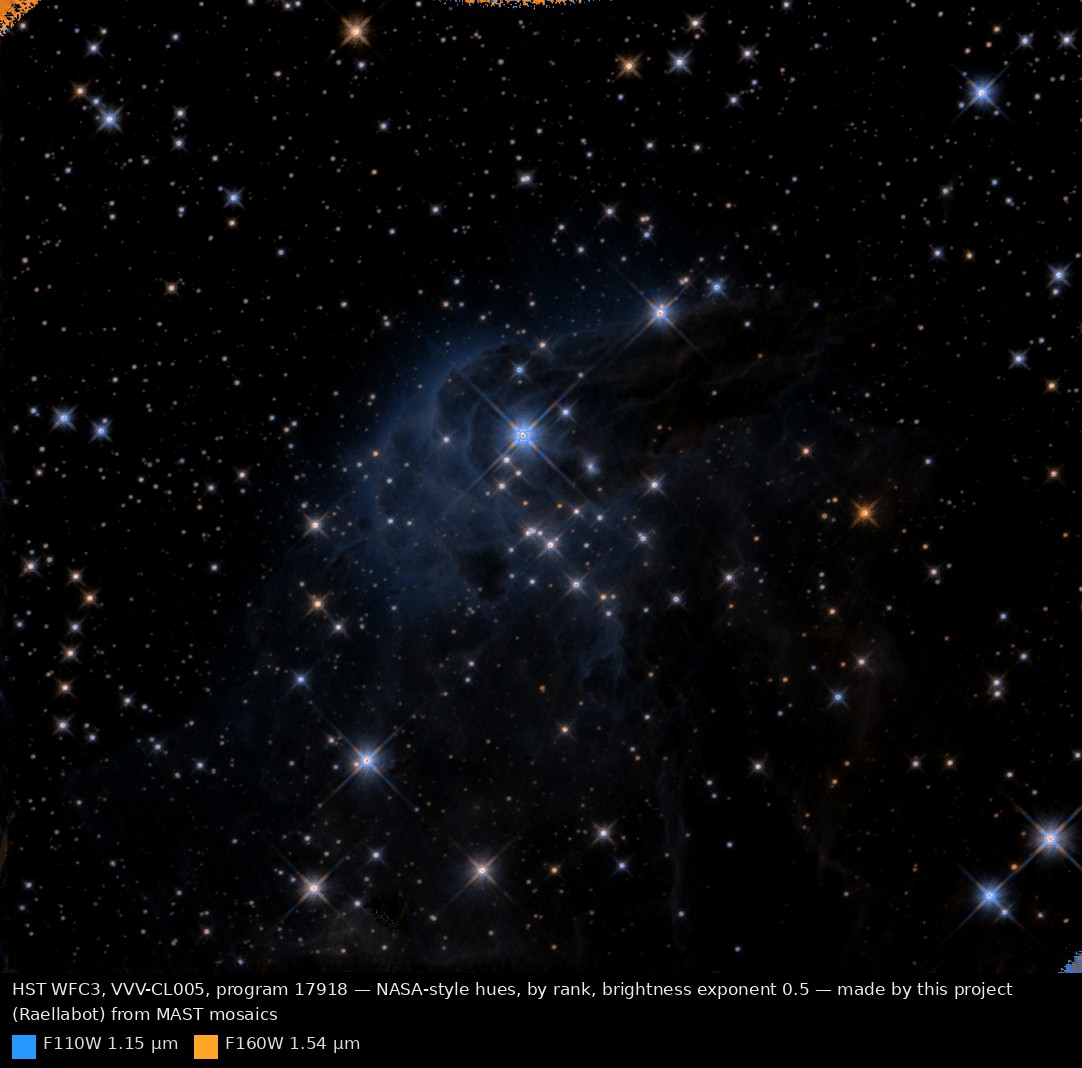 HST WFC3, VVV-CL005, program 17918 — NASA-style hues, by rank, brightness exponent 0.5 — made by this project
(Raellabot) from MAST mosaics
F110W 1.15 µm F160W 1.54 µm